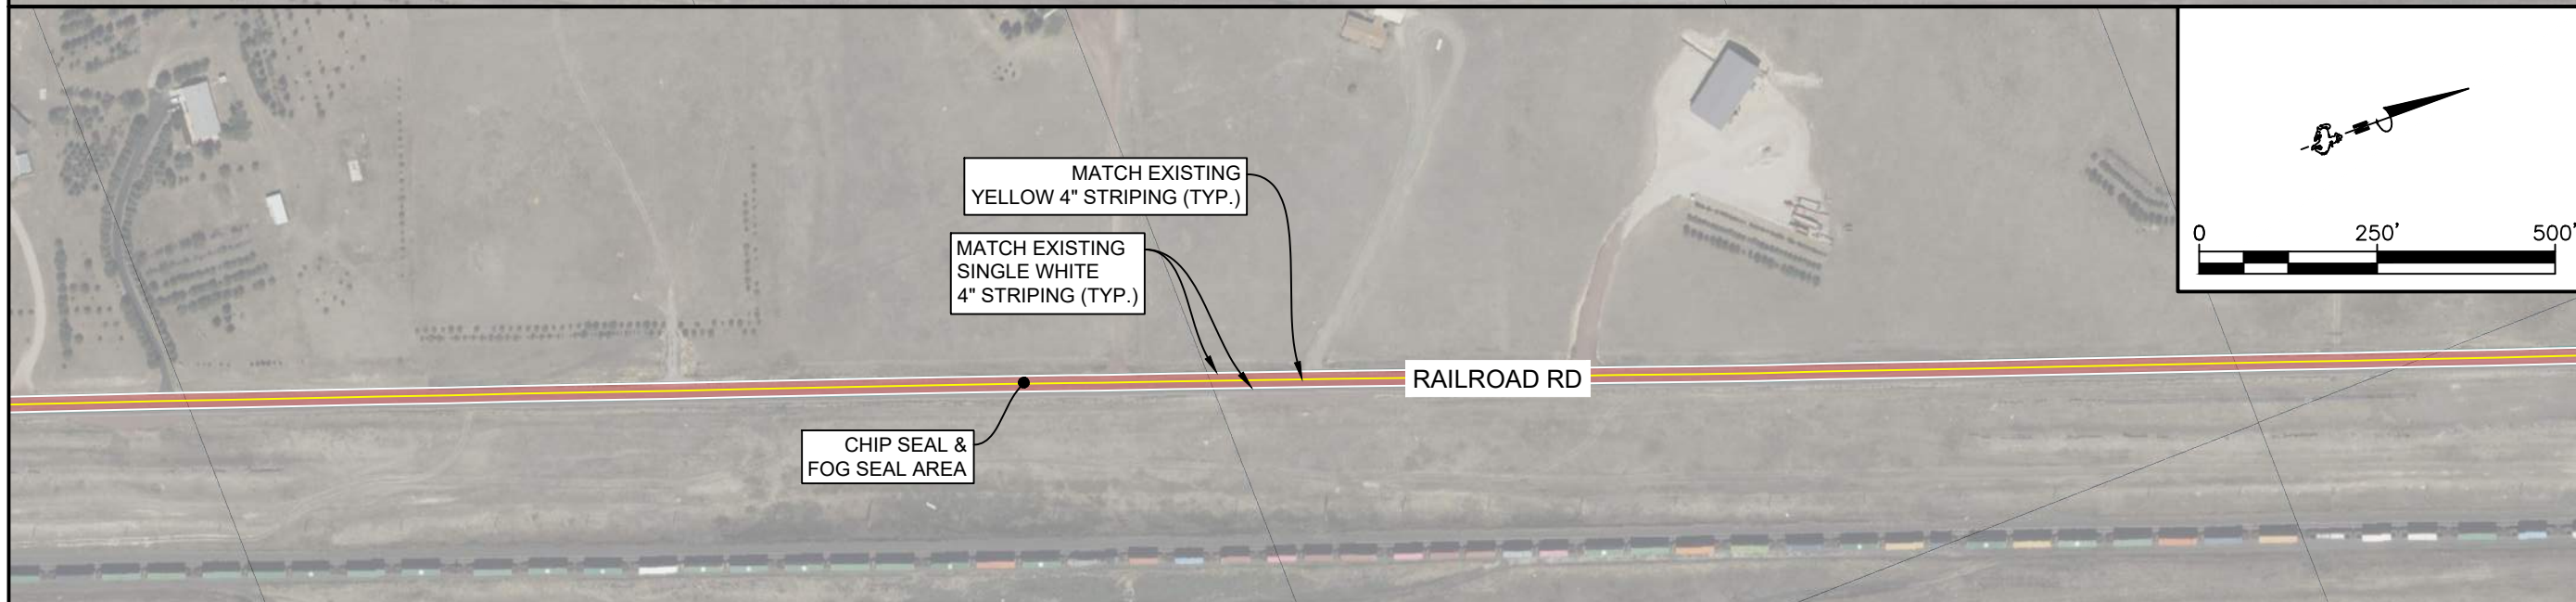 MATCH EXISTING
YELLOW 4" STRIPING (TYP.)
MATCH EXISTING
SINGLE WHITE
4" STRIPING (TYP.)
RAILROAD RD
CHIP SEAL &
FOG SEAL AREA
0 250' 500'